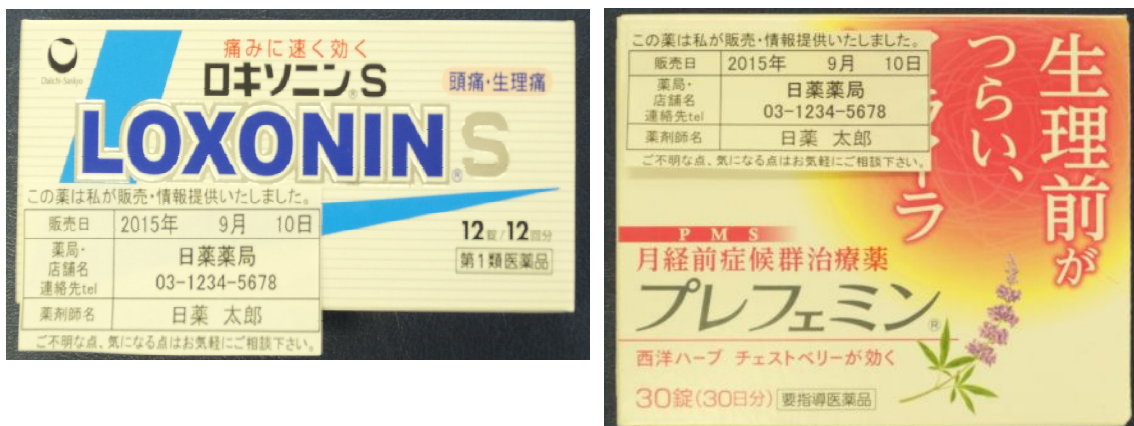 Daiichi-Sankyo
痛みに速く効く
ロキソニン®S
頭痛・生理痛
LOXONIN®S
この薬は私が販売・情報提供いたしました。
販売日 2015年 9月 10日
薬局・店舗名 連絡先tel 日薬薬局 03-1234-5678
薬剤師名 日薬 太郎
ご不明な点、気になる点はお気軽にご相談下さい。
12錠/12回分
第1類医薬品
この薬は私が販売・情報提供いたしました。
販売日 2015年 9月 10日
薬局・店舗名 連絡先tel 日薬薬局 03-1234-5678
薬剤師名 日薬 太郎
ご不明な点、気になる点はお気軽にご相談下さい。
生理前が
つらい、
ラ
PMS
月経前症候群治療薬
プレフェミン®
西洋ハーブ チェストベリーが効く
30錠(30日分) 要指導医薬品